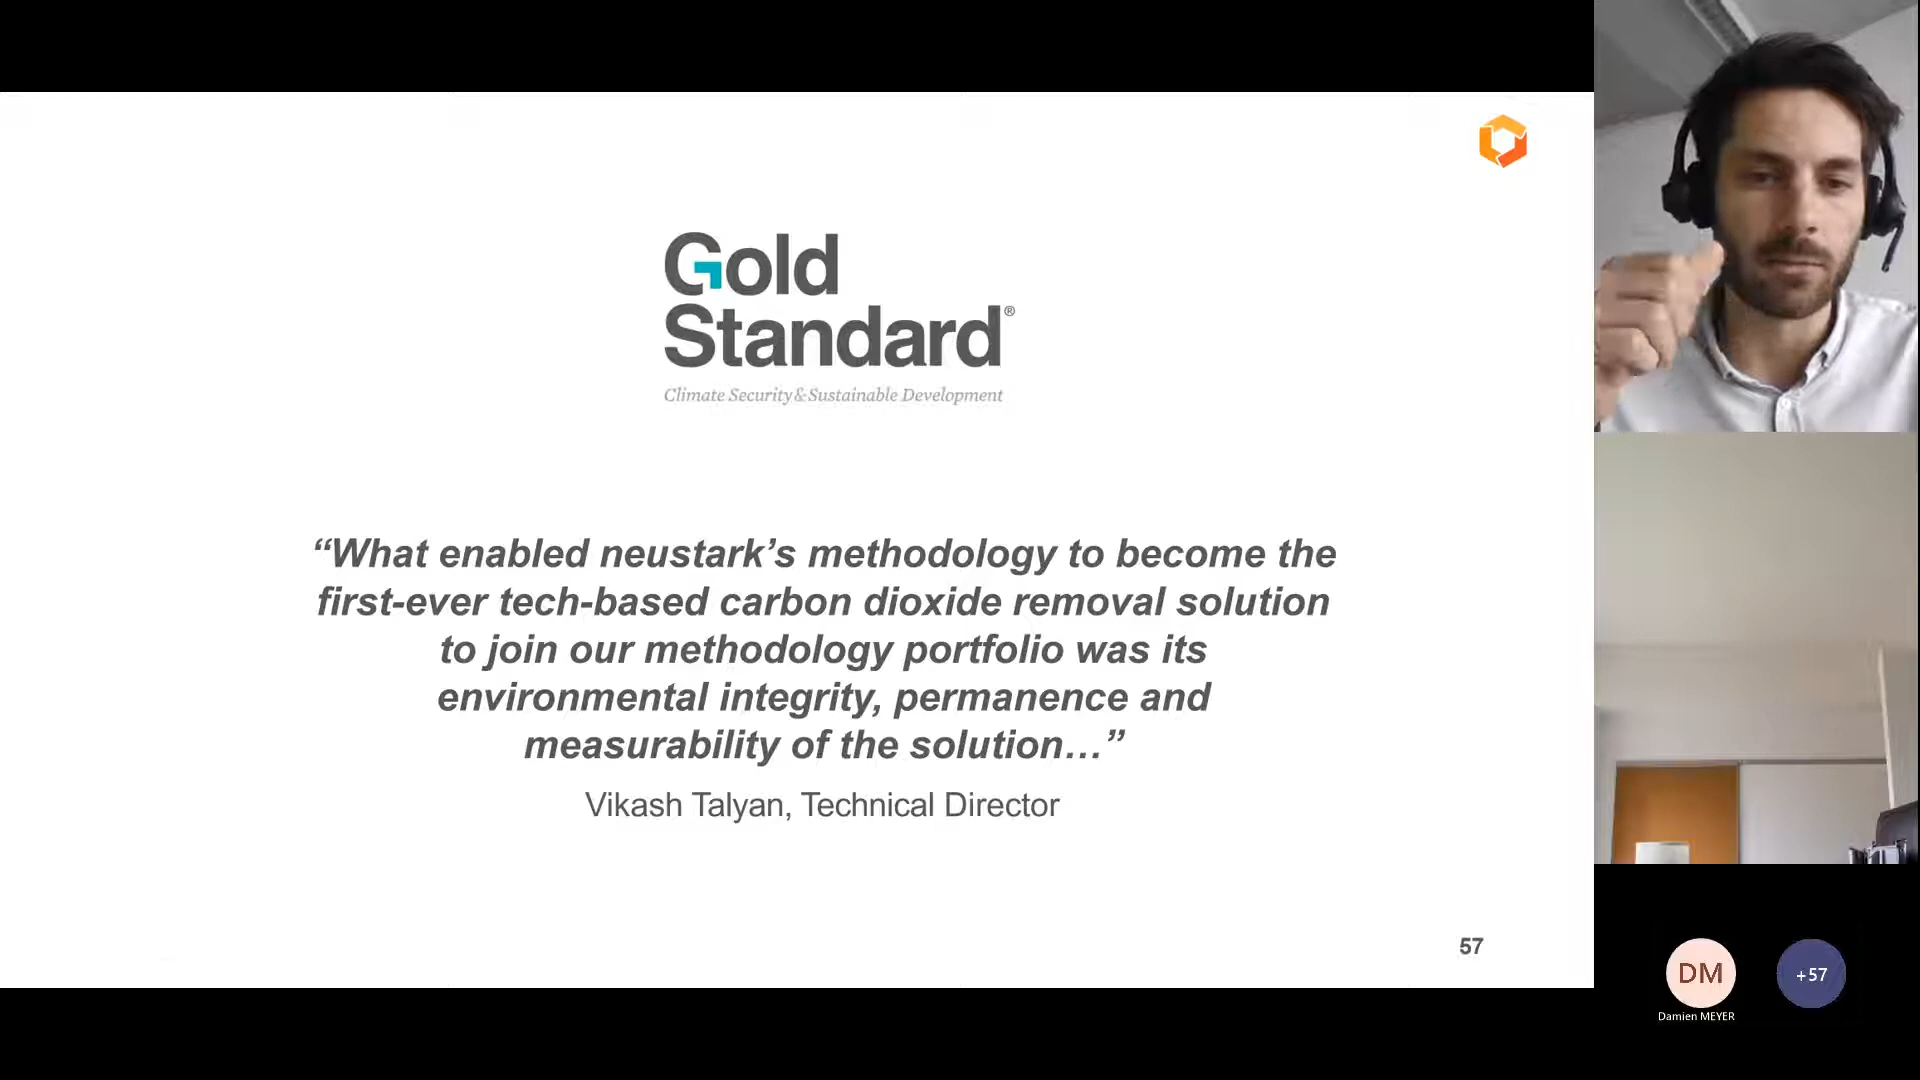 Gold
Standard®
Climate Security & Sustainable Development
“What enabled neustark’s methodology to become the
first-ever tech-based carbon dioxide removal solution
to join our methodology portfolio was its
environmental integrity, permanence and
measurability of the solution…”
Vikash Talyan, Technical Director
57
DM
+57
Damien MEYER